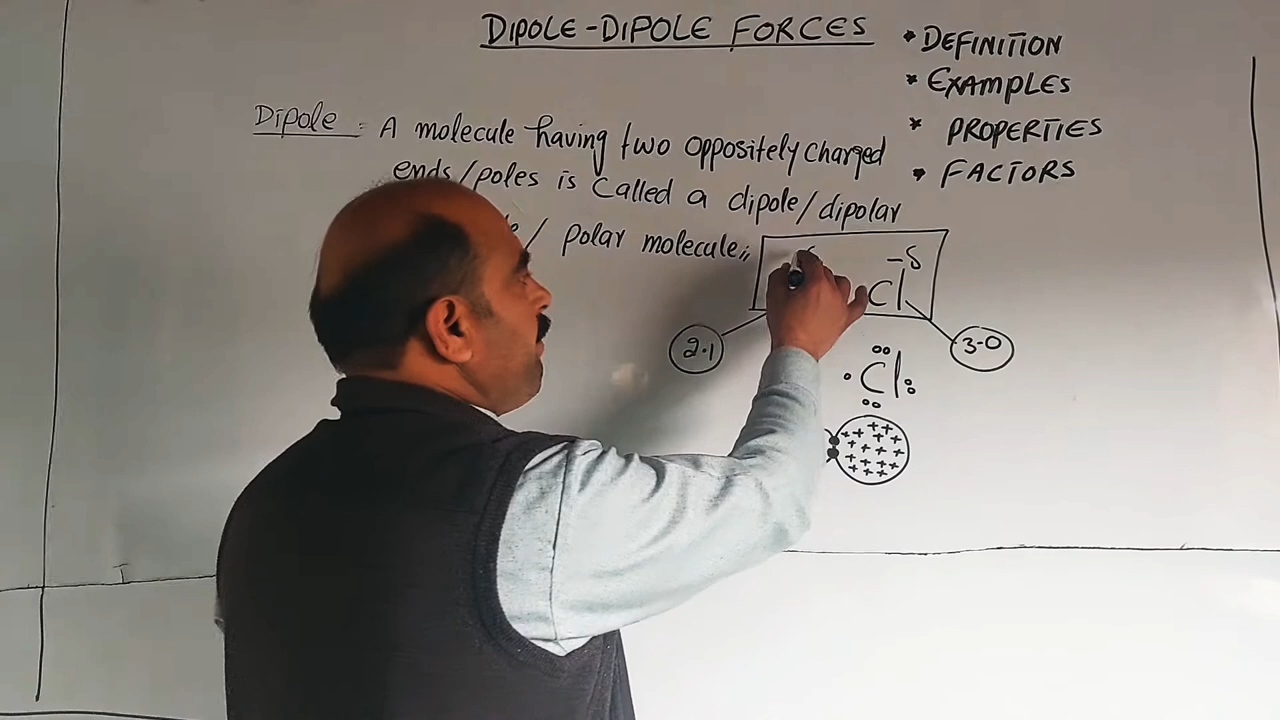 DIPOLE-DIPOLE FORCES
* DEFINITION
* EXAMPLES
* PROPERTIES
* FACTORS
Dipole : A molecule having two oppositely charged
ends/poles is called a dipole/dipolar
/ polar molecule,,
-δ
Cl
2.1
3.0
Cl